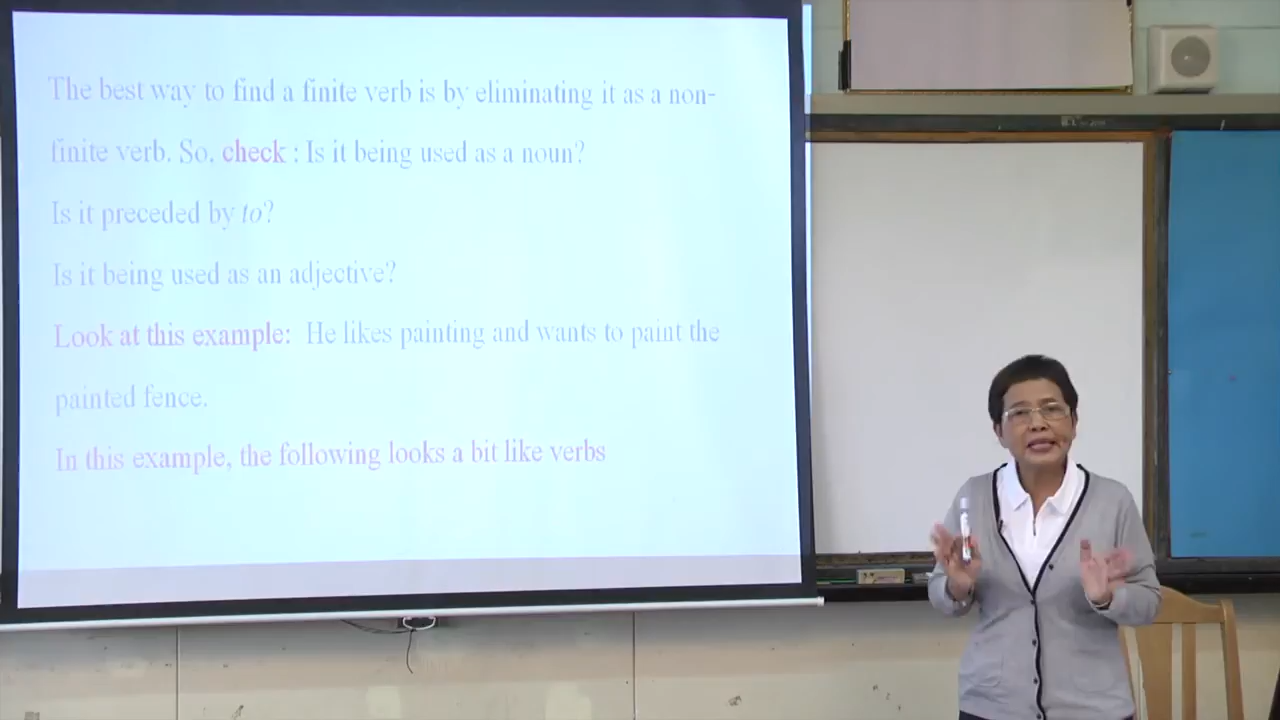 The best way to find a finite verb is by eliminating it as a non-
finite verb. So. check : Is it being used as a noun?
Is it preceded by to?
Is it being used as an adjective?
Look at this example: He likes painting and wants to paint the
painted fence.
In this example, the following looks a bit like verbs